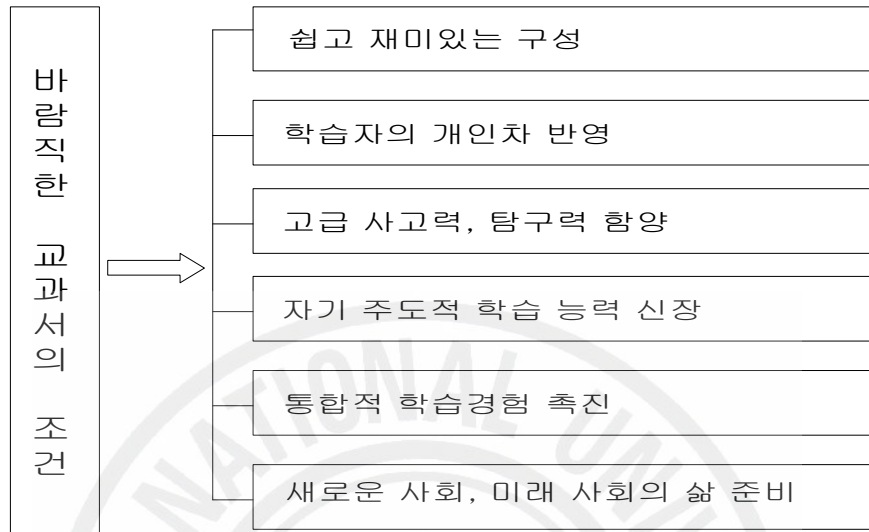 바람직한 교과서의 조건
쉽고 재미있는 구성
학습자의 개인차 반영
고급 사고력, 탐구력 함양
자기 주도적 학습 능력 신장
통합적 학습경험 촉진
새로운 사회, 미래 사회의 삶 준비
NATIONAL